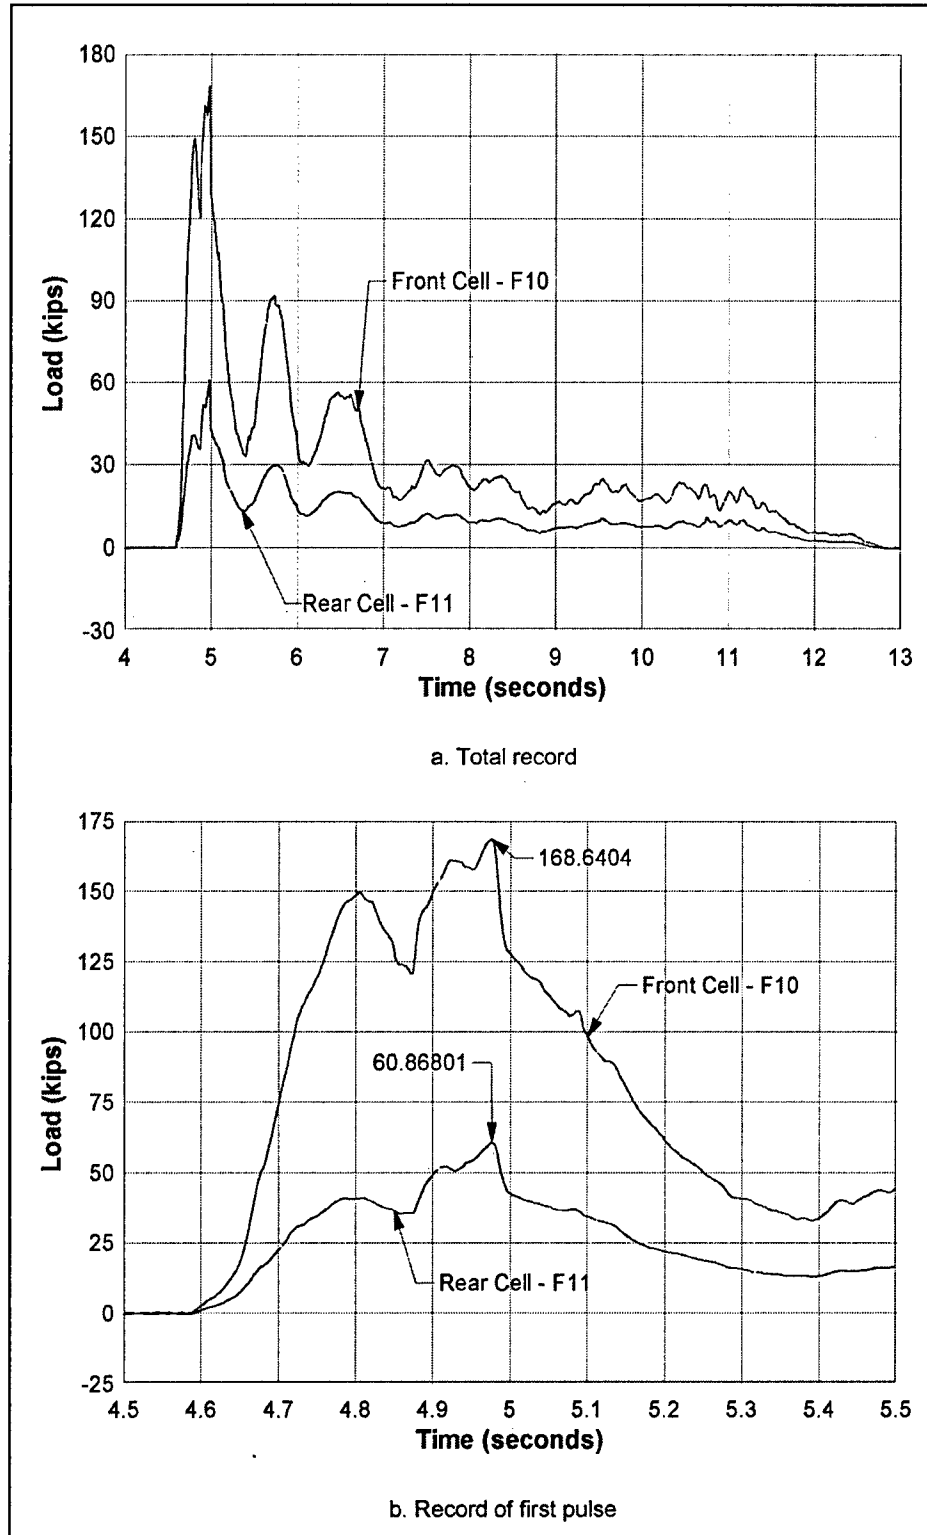 180
150
120
90
60
30
0
-30
Load (kips)
Front Cell - F10
Rear Cell - F11
4 5 6 7 8 9 10 11 12 13
Time (seconds)
a. Total record
175
150
125
100
75
50
25
0
-25
Load (kips)
168.6404
Front Cell - F10
60.86801
Rear Cell - F11
4.5 4.6 4.7 4.8 4.9 5 5.1 5.2 5.3 5.4 5.5
Time (seconds)
b. Record of first pulse